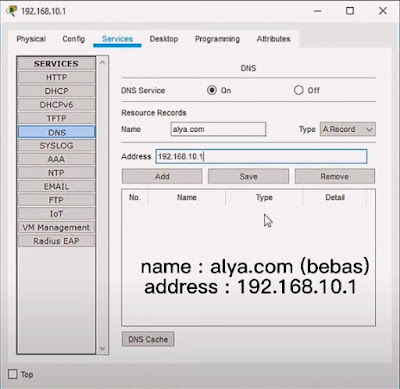 192.168.10.1
Physical Config Services Desktop Programming Attributes
SERVICES
HTTP
DHCP
DHCPv6
TFTP
DNS
SYSLOG
AAA
NTP
EMAIL
FTP
IoT
VM Management
Radius EAP
DNS
DNS Service On Off
Resource Records
Name alya.com Type A Record
Address 192.168.10.1
Add Save Remove
No. Name Type Detail
name : alya.com (bebas)
address : 192.168.10.1
DNS Cache
Top